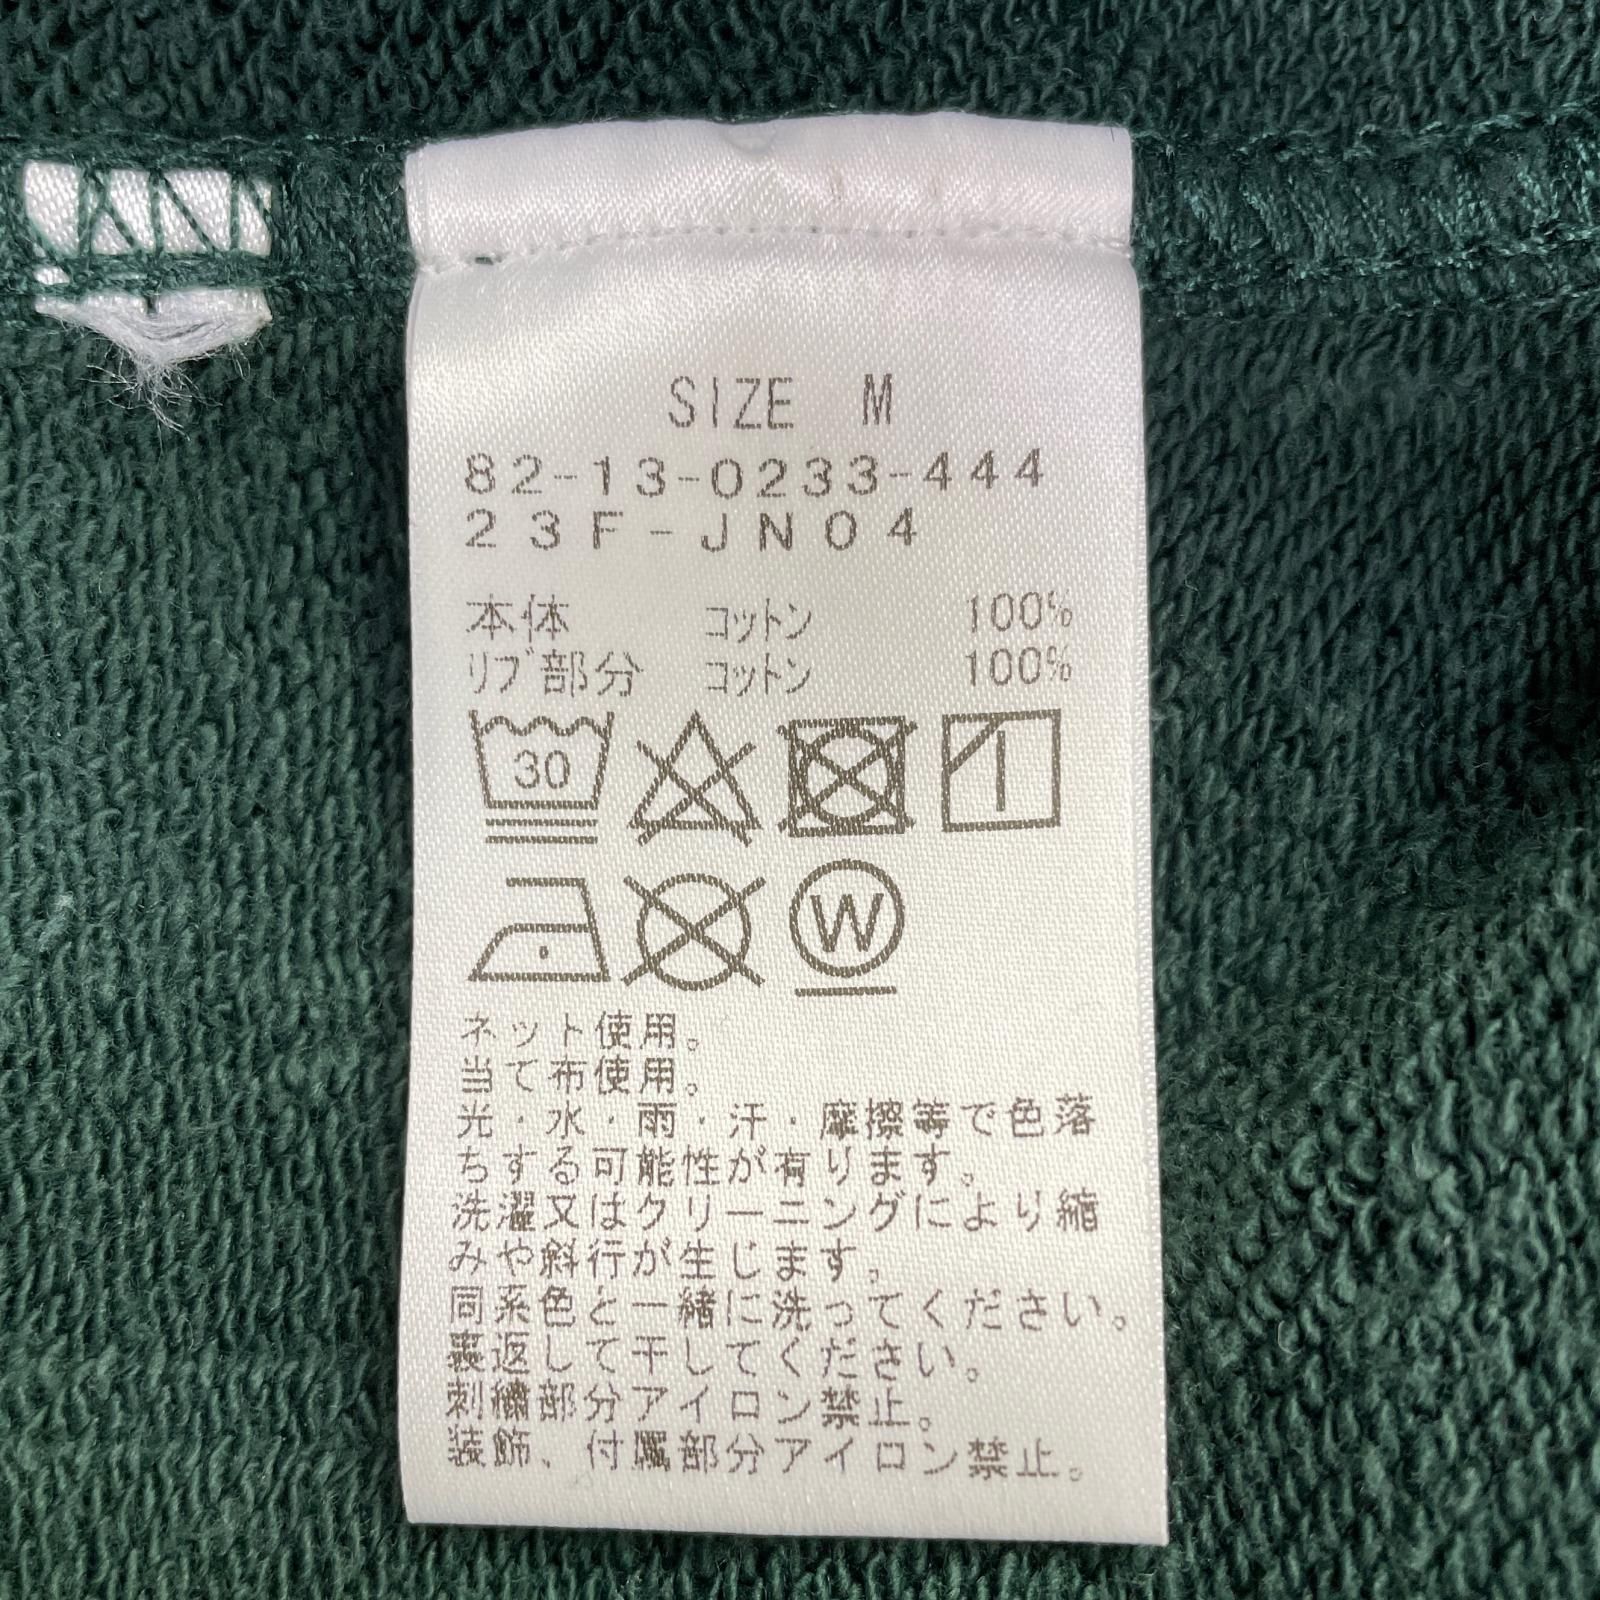 SIZE M
82-13-0233-444
23F-JN04
本体 コットン 100%
リブ部分 コットン 100%
30
W
ネット使用。
当て布使用。
光・水・雨・汗・摩擦等で色落
ちする可能性が有ります。
洗濯又はクリーニングにより縮
みや斜行が生じます。
同系色と一緒に洗ってください。
裏返して干してください。
刺繍部分アイロン禁止。
装飾、付属部分アイロン禁止。